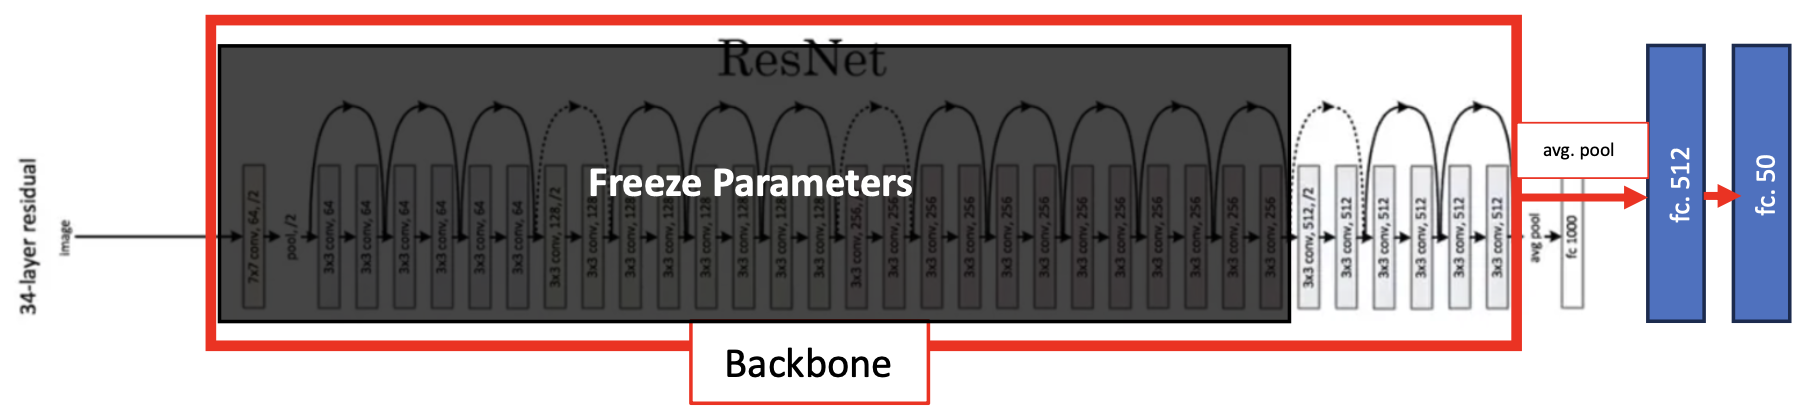 ResNet
34-layer residual
image
7x7 conv, 64, /2
pool, /2
3x3 conv, 64
3x3 conv, 64
3x3 conv, 64
3x3 conv, 64
3x3 conv, 64
3x3 conv, 64
3x3 conv, 128, /2
3x3 conv, 128
3x3 conv, 128
3x3 conv, 128
3x3 conv, 128
3x3 conv, 128
3x3 conv, 128
3x3 conv, 128
3x3 conv, 256,
3x3 conv, 256
3x3 conv, 256
3x3 conv, 256
3x3 conv, 256
3x3 conv, 256
3x3 conv, 256
3x3 conv, 256
3x3 conv, 256
3x3 conv, 256
3x3 conv, 256
3x3 conv, 256
3x3 conv, 512, /2
3x3 conv, 512
3x3 conv, 512
3x3 conv, 512
3x3 conv, 512
3x3 conv, 512
avg pool
fc 1000
Freeze Parameters
avg. pool
fc. 512
fc. 50
Backbone